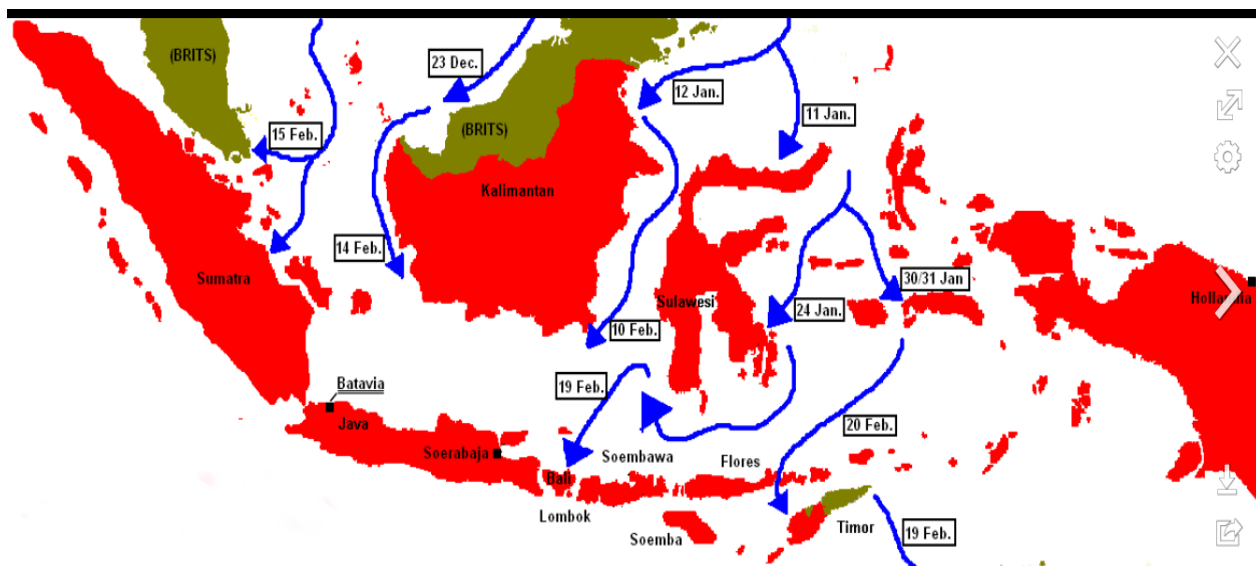 (BRITS)
23 Dec.
12 Jan.
11 Jan.
15 Feb.
(BRITS)
Kalimantan
14 Feb.
Sumatra
30/31 Jan
Sulawesi
24 Jan.
10 Feb.
Batavia
19 Feb.
Java
20 Feb.
Soerabaja
Soembawa
Flores
Bali
Lombok
Soemba
Timor
19 Feb.